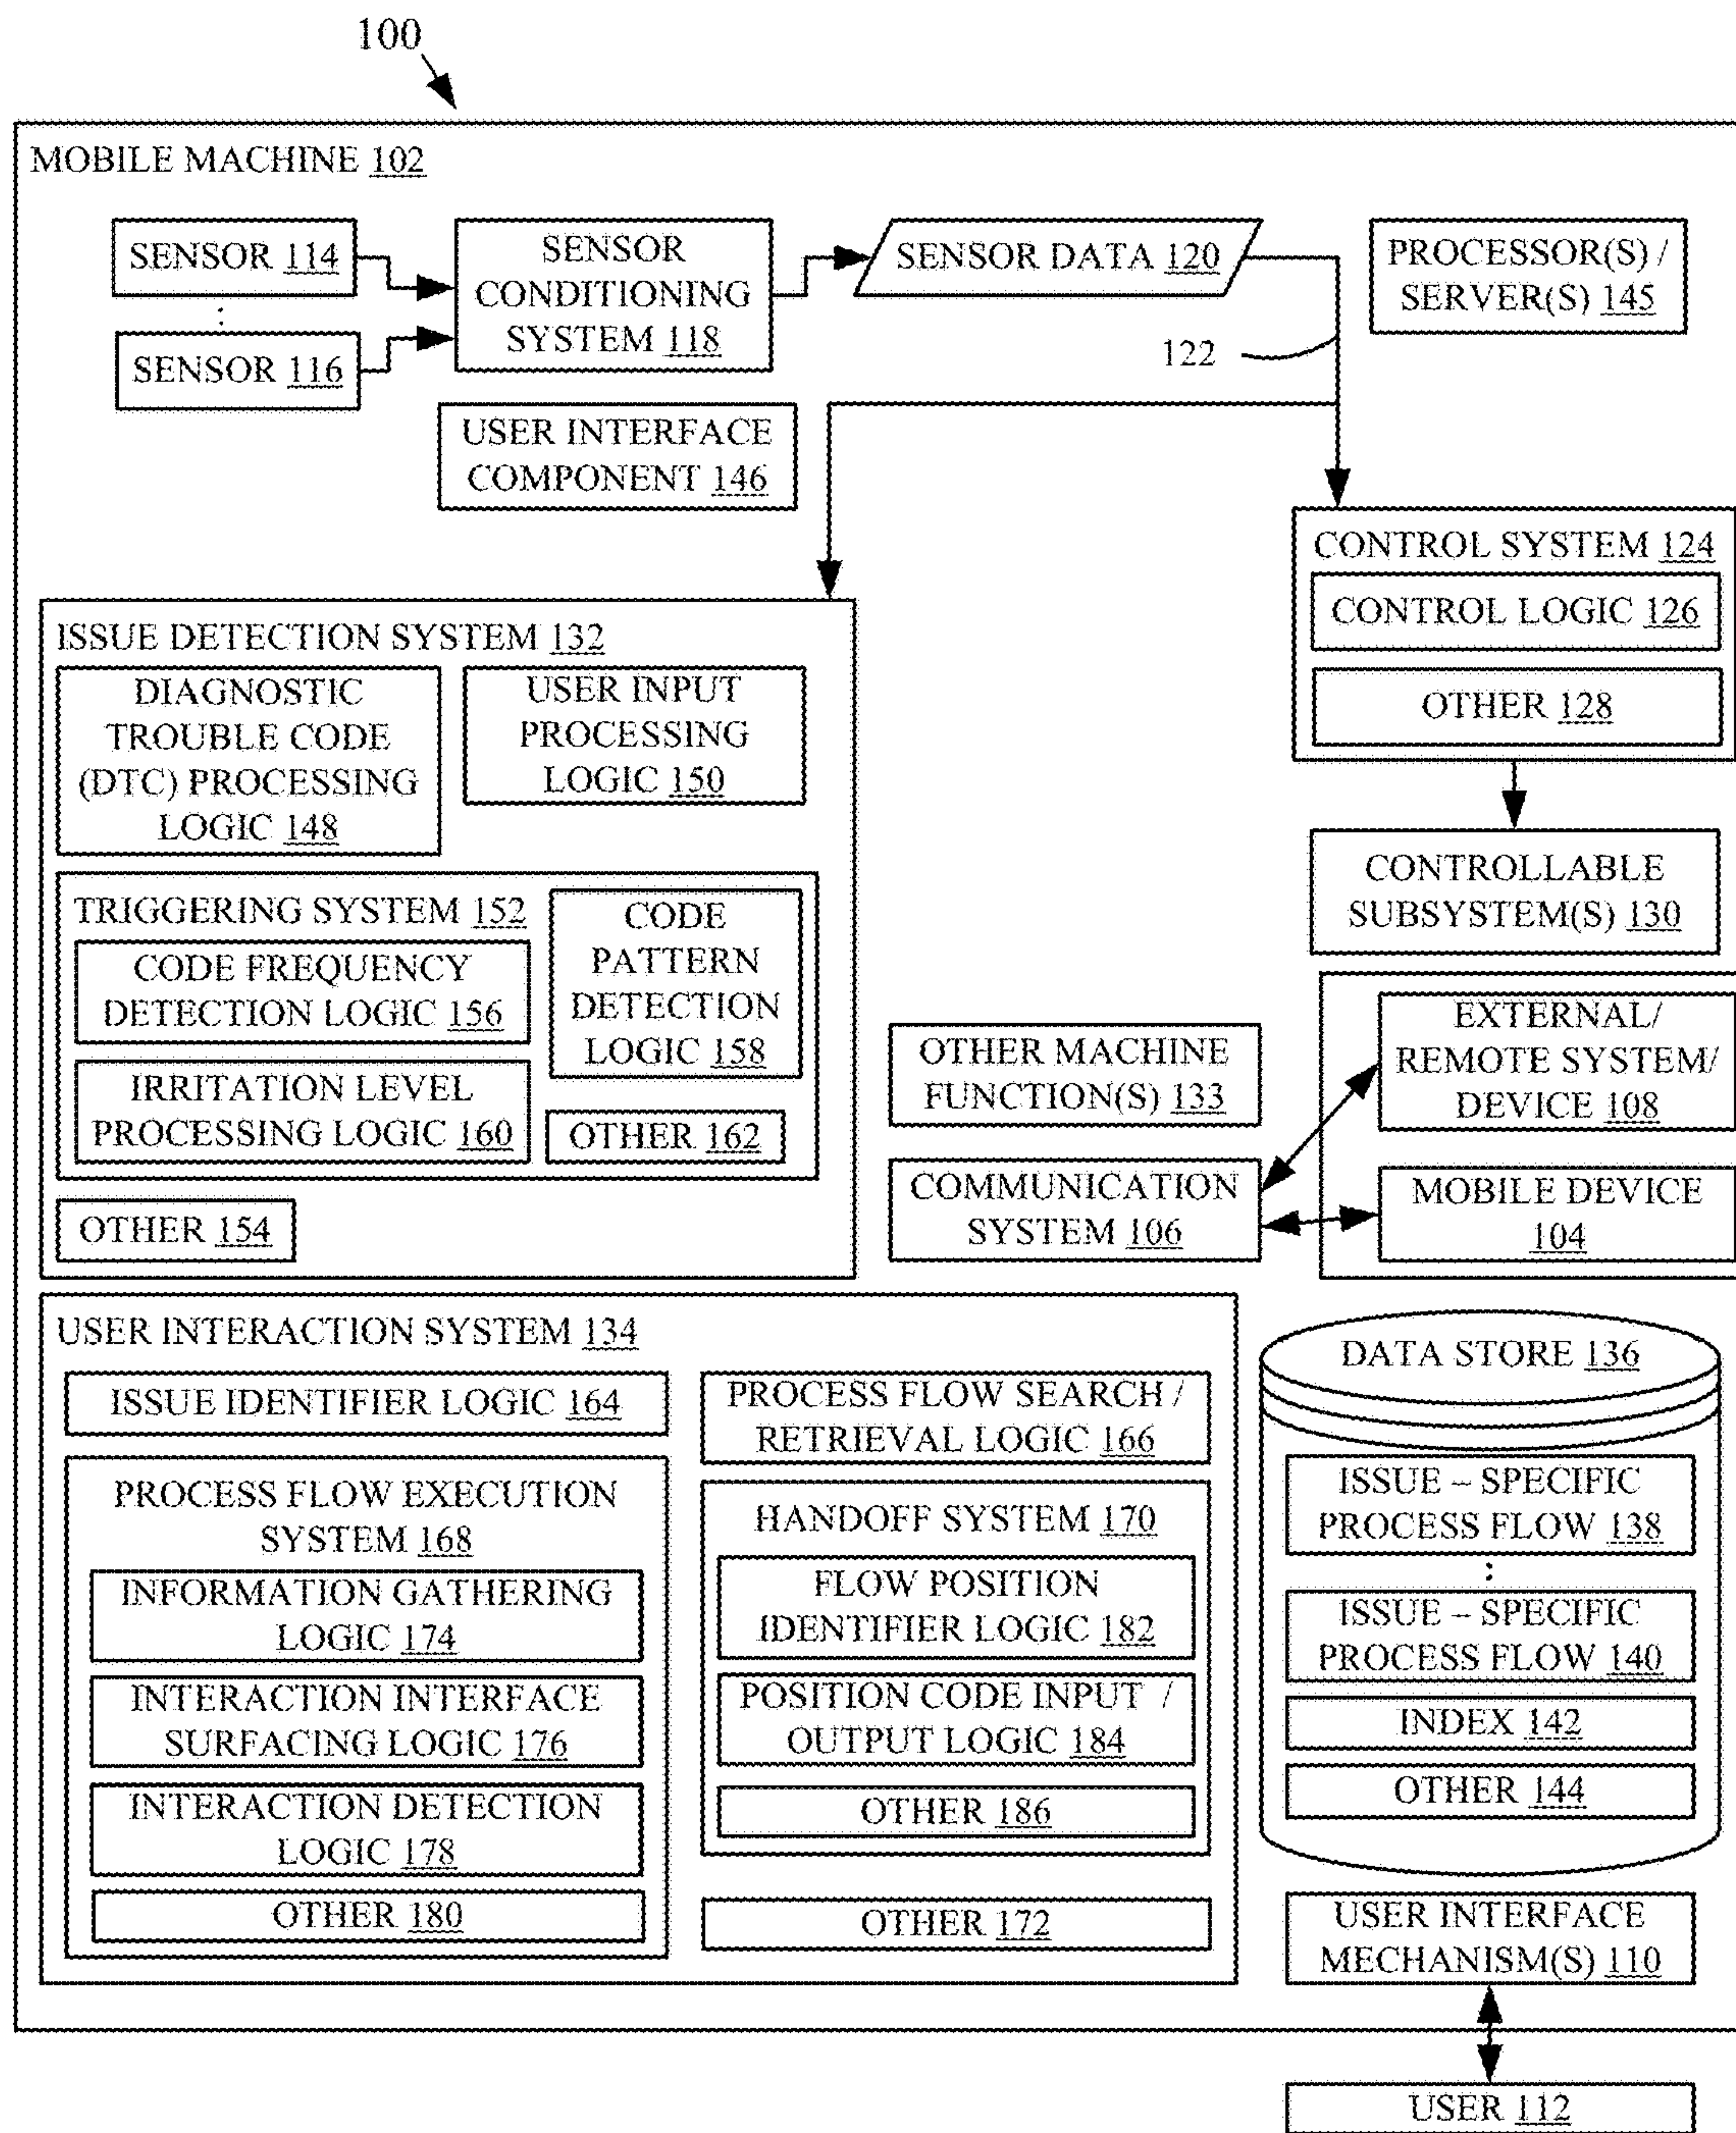 100
MOBILE MACHINE 102
SENSOR 114
:
SENSOR 116
SENSOR
CONDITIONING
SYSTEM 118
SENSOR DATA 120
PROCESSOR(S) /
SERVER(S) 145
122
USER INTERFACE
COMPONENT 146
CONTROL SYSTEM 124
CONTROL LOGIC 126
OTHER 128
CONTROLLABLE
SUBSYSTEM(S) 130
ISSUE DETECTION SYSTEM 132
DIAGNOSTIC
TROUBLE CODE
(DTC) PROCESSING
LOGIC 148
USER INPUT
PROCESSING
LOGIC 150
TRIGGERING SYSTEM 152
CODE FREQUENCY
DETECTION LOGIC 156
CODE
PATTERN
DETECTION
LOGIC 158
IRRITATION LEVEL
PROCESSING LOGIC 160
OTHER 162
OTHER 154
OTHER MACHINE
FUNCTION(S) 133
COMMUNICATION
SYSTEM 106
EXTERNAL/
REMOTE SYSTEM/
DEVICE 108
MOBILE DEVICE
104
USER INTERACTION SYSTEM 134
ISSUE IDENTIFIER LOGIC 164
PROCESS FLOW SEARCH /
RETRIEVAL LOGIC 166
PROCESS FLOW EXECUTION
SYSTEM 168
INFORMATION GATHERING
LOGIC 174
INTERACTION INTERFACE
SURFACING LOGIC 176
INTERACTION DETECTION
LOGIC 178
OTHER 180
HANDOFF SYSTEM 170
FLOW POSITION
IDENTIFIER LOGIC 182
POSITION CODE INPUT /
OUTPUT LOGIC 184
OTHER 186
OTHER 172
DATA STORE 136
ISSUE – SPECIFIC
PROCESS FLOW 138
:
ISSUE – SPECIFIC
PROCESS FLOW 140
INDEX 142
OTHER 144
USER INTERFACE
MECHANISM(S) 110
USER 112